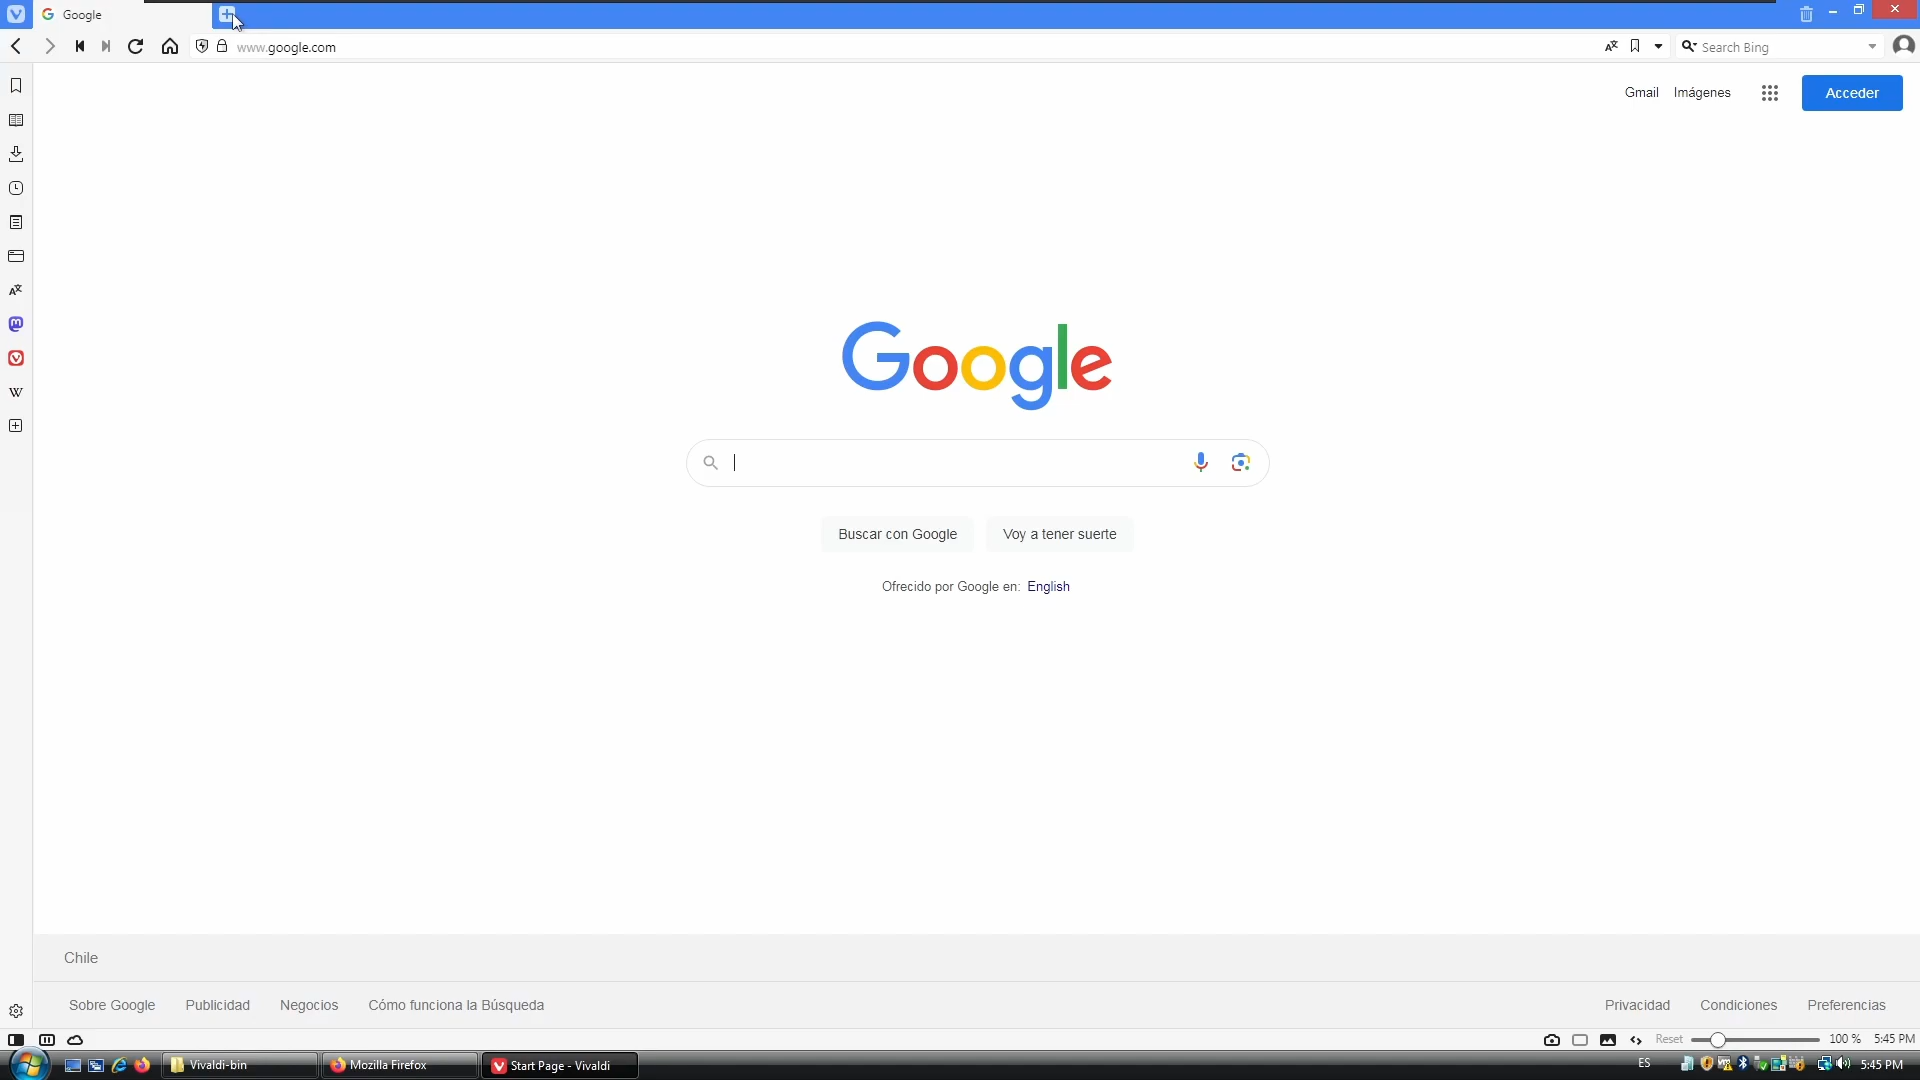 Google
www.google.com
Search Bing
Gmail Imágenes Acceder
Google
Buscar con Google Voy a tener suerte
Ofrecido por Google en: English
Chile
Sobre Google Publicidad Negocios Cómo funciona la Búsqueda Privacidad Condiciones Preferencias
Reset 100 % 5:45 PM
Vivaldi-bin Mozilla Firefox Start Page - Vivaldi ES 5:45 PM